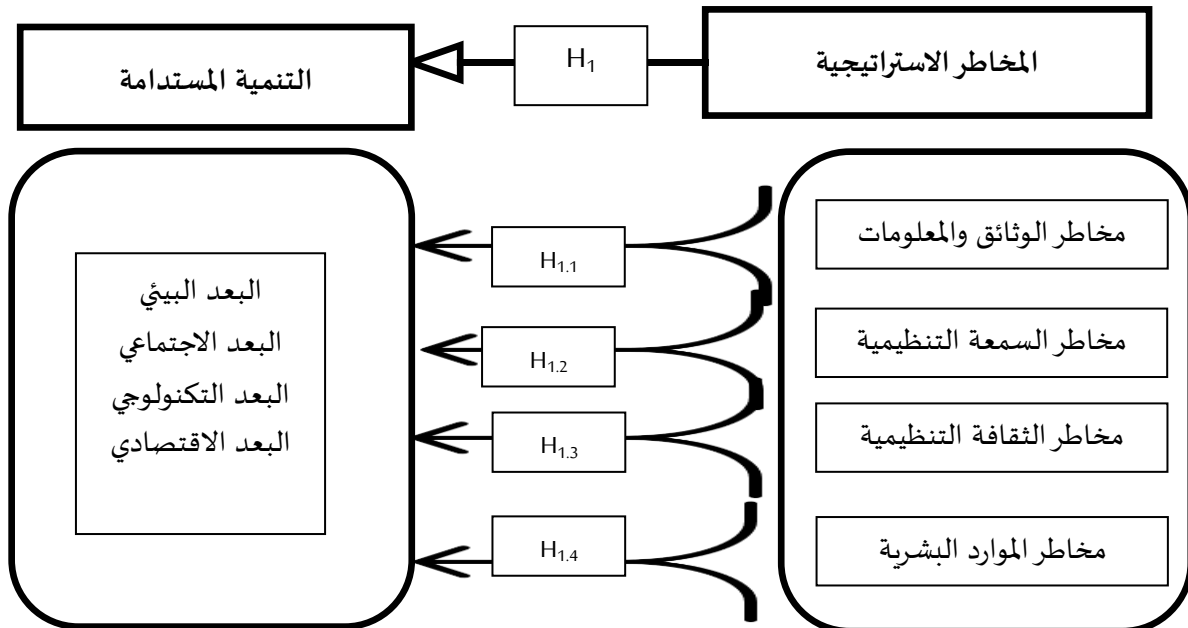 المخاطر الاستراتيجية
H1
التنمية المستدامة
مخاطر الوثائق والمعلومات
مخاطر السمعة التنظيمية
مخاطر الثقافة التنظيمية
مخاطر الموارد البشرية
H1.1
H1.2
H1.3
H1.4
البعد البيئي
البعد الاجتماعي
البعد التكنولوجي
البعد الاقتصادي